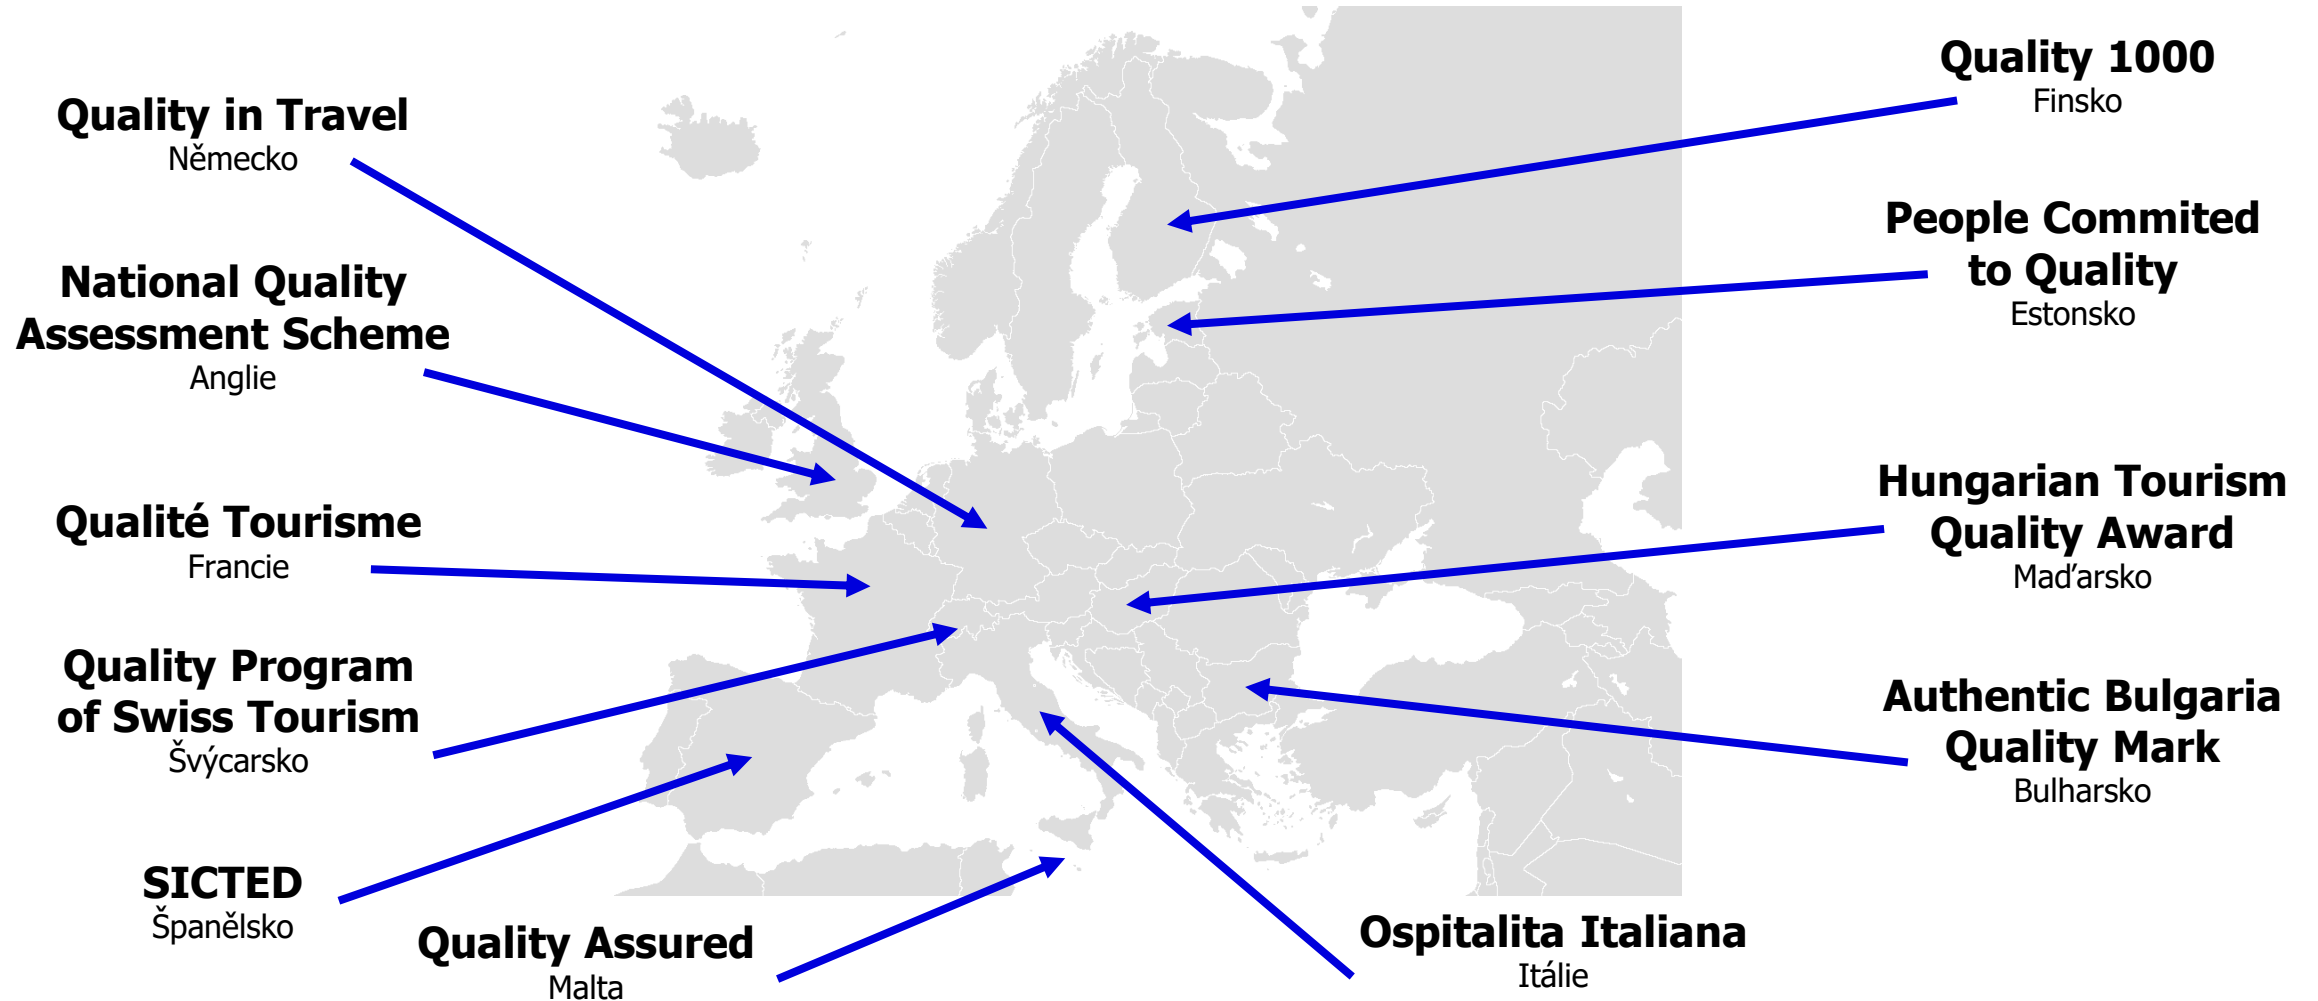 Quality in Travel
Německo
National Quality
Assessment Scheme
Anglie
Qualité Tourisme
Francie
Quality Program
of Swiss Tourism
Švýcarsko
SICTED
Španělsko
Quality Assured
Malta
Ospitalita Italiana
Itálie
Quality 1000
Finsko
People Commited
to Quality
Estonsko
Hungarian Tourism
Quality Award
Maďarsko
Authentic Bulgaria
Quality Mark
Bulharsko